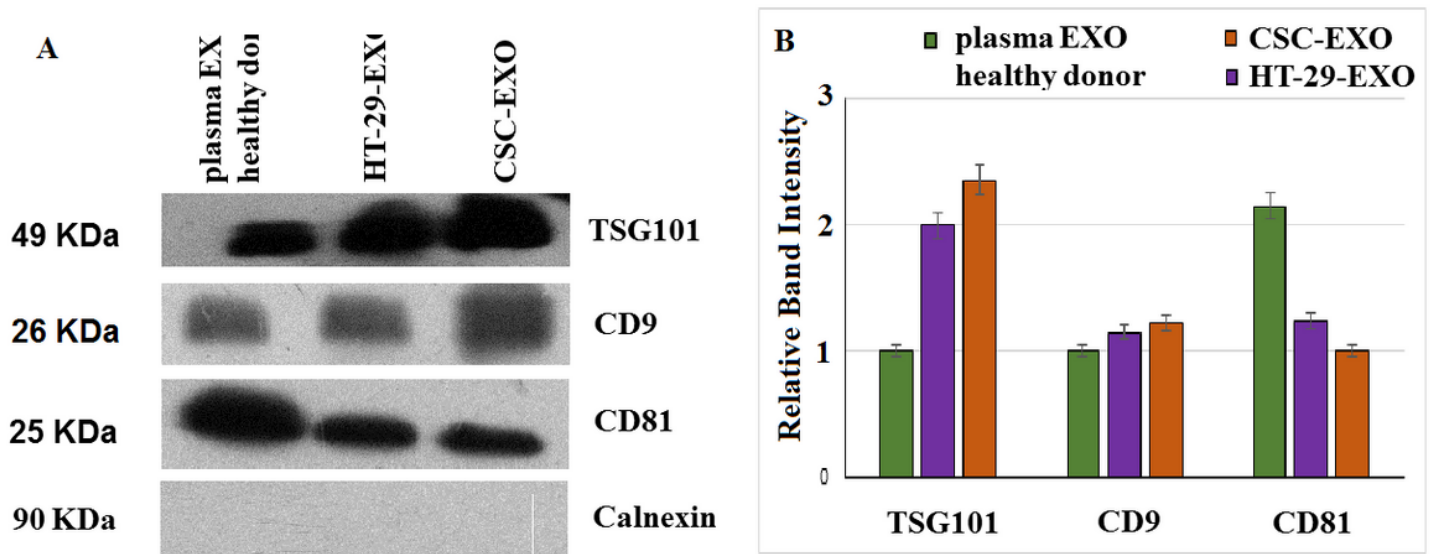 A
plasma EX
healthy dor
HT-29-EX
CSC-EXO
49 KDa
TSG101
26 KDa
CD9
25 KDa
CD81
90 KDa
Calnexin
B
plasma EXO
healthy donor
CSC-EXO
HT-29-EXO
Relative Band Intensity
3
2
1
0
TSG101
CD9
CD81